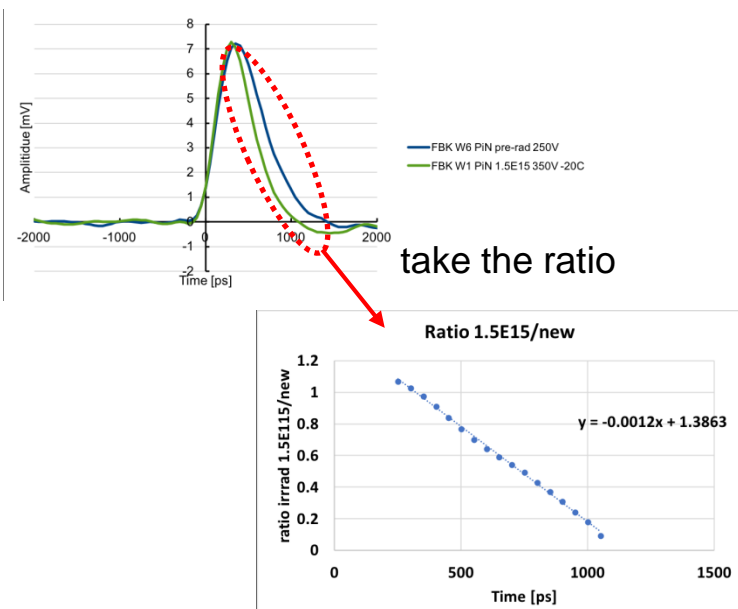 8
7
6
5
4
3
2
1
0
-1
-2
-2000 -1000 0 1000 2000
Amplitidue [mV]
Time [ps]
FBK W6 PiN pre-rad 250V
FBK W1 PiN 1.5E15 350V -20C
take the ratio
Ratio 1.5E15/new
1.2
1
0.8
0.6
0.4
0.2
0
ratio irrrad 1.5E115/new
y = -0.0012x + 1.3863
0 500 1000 1500
Time [ps]